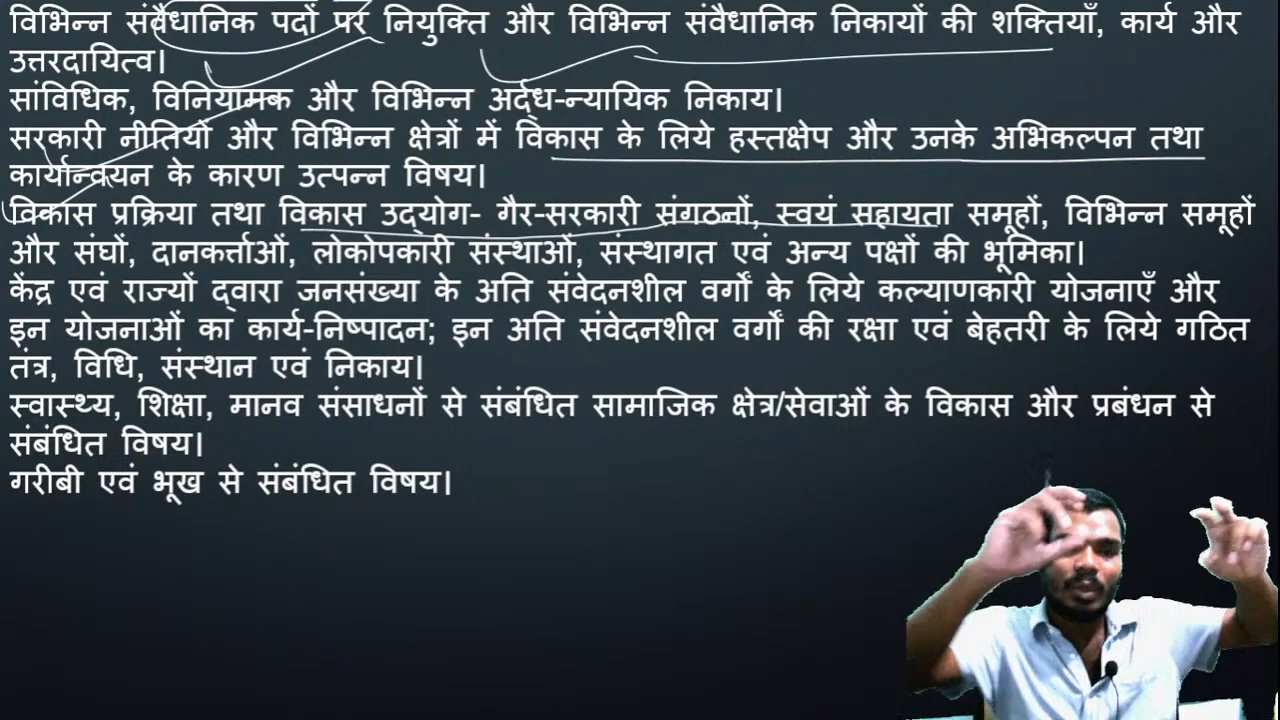 विभिन्न संवैधानिक पदों पर नियुक्ति और विभिन्न संवैधानिक निकायों की शक्तियाँ, कार्य और
उत्तरदायित्व।
सांविधिक, विनियामक और विभिन्न अर्द्ध-न्यायिक निकाय।
सरकारी नीतियों और विभिन्न क्षेत्रों में विकास के लिये हस्तक्षेप और उनके अभिकल्पन तथा
कार्यान्वयन के कारण उत्पन्न विषय।
विकास प्रक्रिया तथा विकास उद्योग- गैर-सरकारी संगठनों, स्वयं सहायता समूहों, विभिन्न समूहों
और संघों, दानकर्त्ताओं, लोकोपकारी संस्थाओं, संस्थागत एवं अन्य पक्षों की भूमिका।
केंद्र एवं राज्यों द्वारा जनसंख्या के अति संवेदनशील वर्गों के लिये कल्याणकारी योजनाएँ और
इन योजनाओं का कार्य-निष्पादन; इन अति संवेदनशील वर्गों की रक्षा एवं बेहतरी के लिये गठित
तंत्र, विधि, संस्थान एवं निकाय।
स्वास्थ्य, शिक्षा, मानव संसाधनों से संबंधित सामाजिक क्षेत्र/सेवाओं के विकास और प्रबंधन से
संबंधित विषय।
गरीबी एवं भूख से संबंधित विषय।